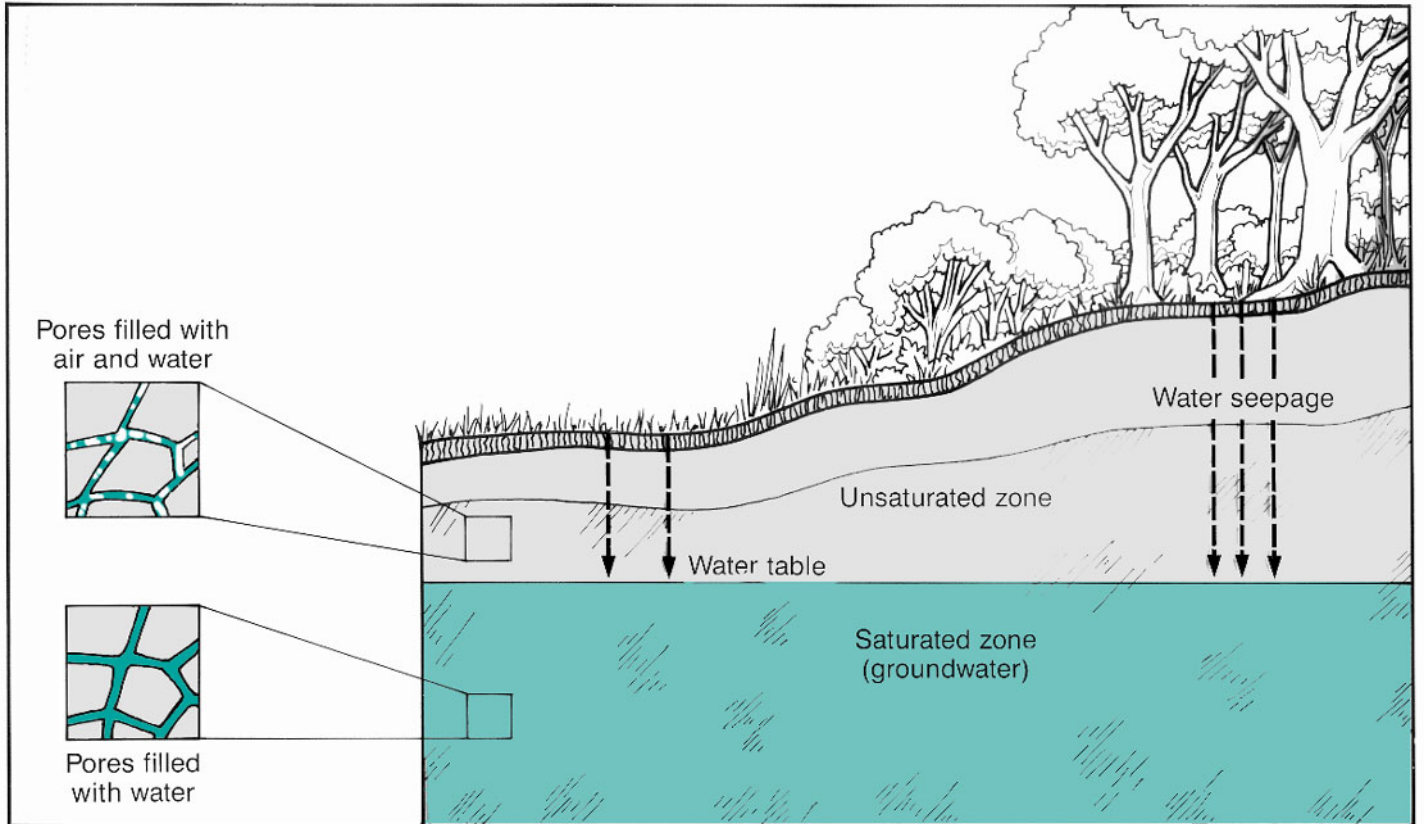 Pores filled with
air and water
Water seepage
Unsaturated zone
Water table
Saturated zone
(groundwater)
Pores filled
with water